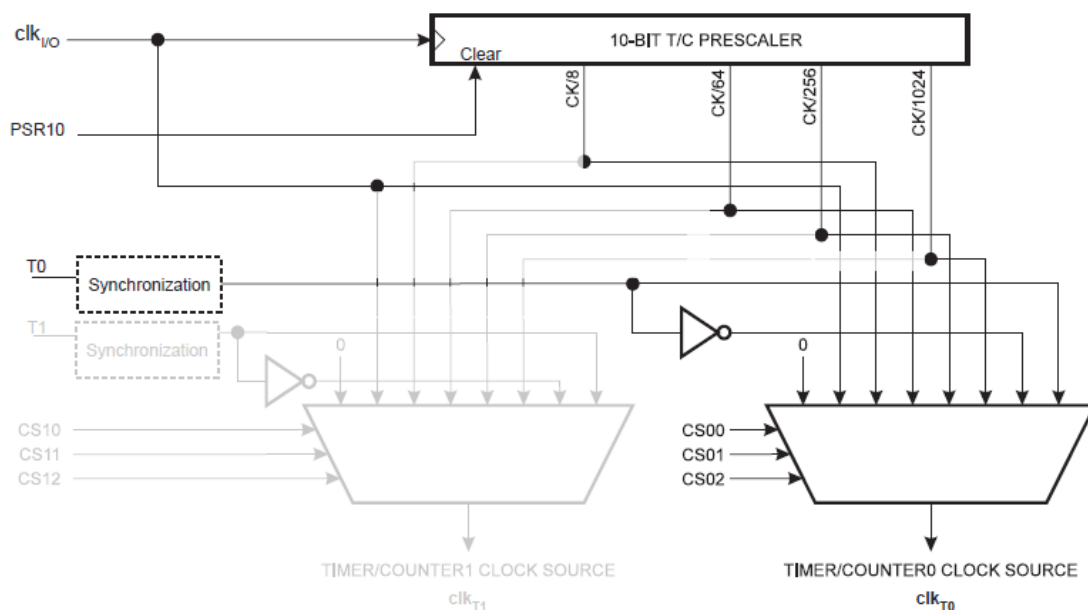 clkI/O
10-BIT T/C PRESCALER
Clear
PSR10
CK/8
CK/64
CK/256
CK/1024
T0
Synchronization
T1
Synchronization
0
0
CS10
CS11
CS12
CS00
CS01
CS02
TIMER/COUNTER1 CLOCK SOURCE
clkT1
TIMER/COUNTER0 CLOCK SOURCE
clkT0